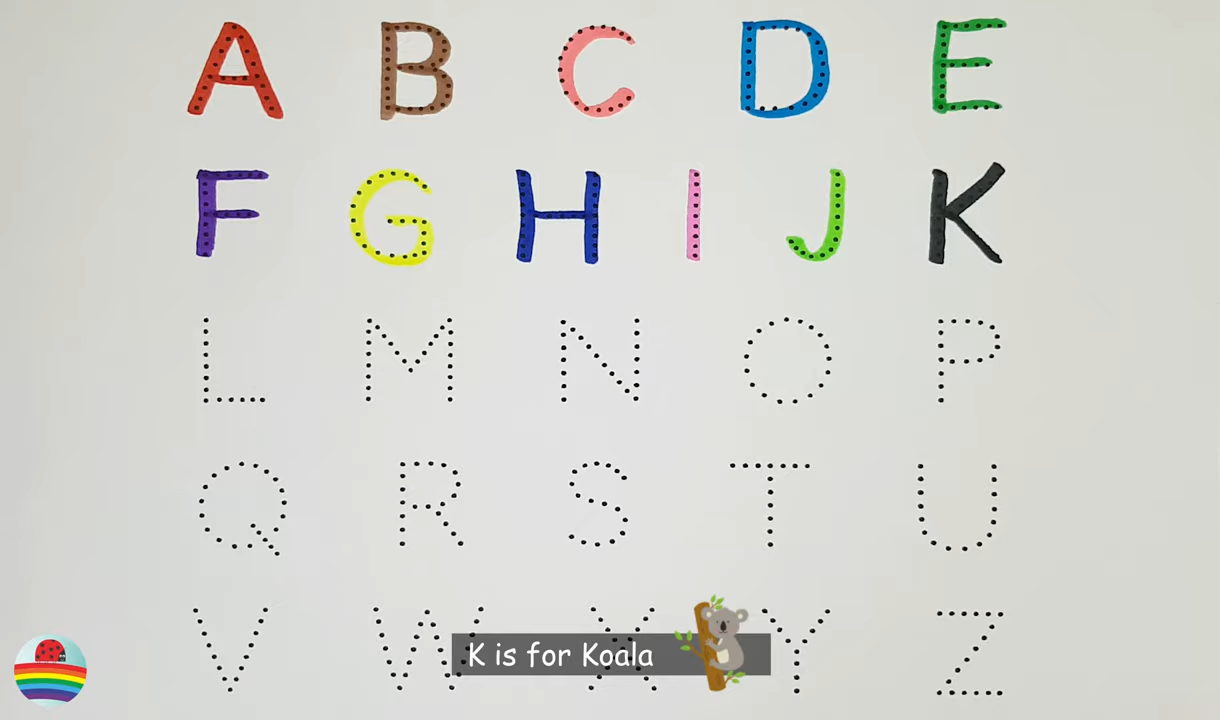 A B C D E
F G H I J K
L M N O P
Q R S T U
V W X Y Z
K is for Koala